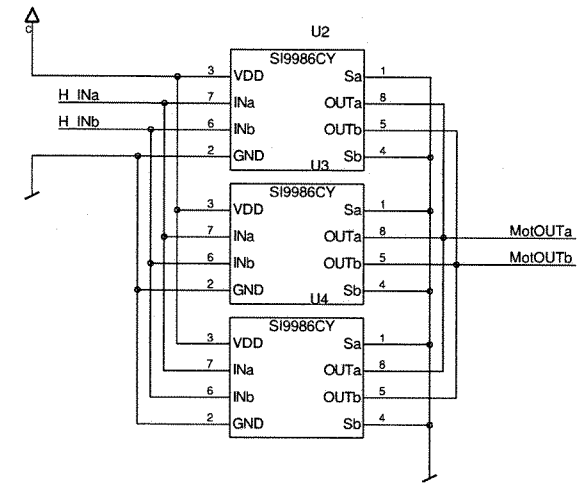 U2
c
SI9986CY
3 VDD Sa 1
H_INa 7 INa OUTa 8
H_INb 6 INb OUTb 5
2 GND Sb 4
U3
SI9986CY
3 VDD Sa 1
7 INa OUTa 8 MotOUTa
6 INb OUTb 5 MotOUTb
2 GND Sb 4
U4
SI9986CY
3 VDD Sa 1
7 INa OUTa 8
6 INb OUTb 5
2 GND Sb 4